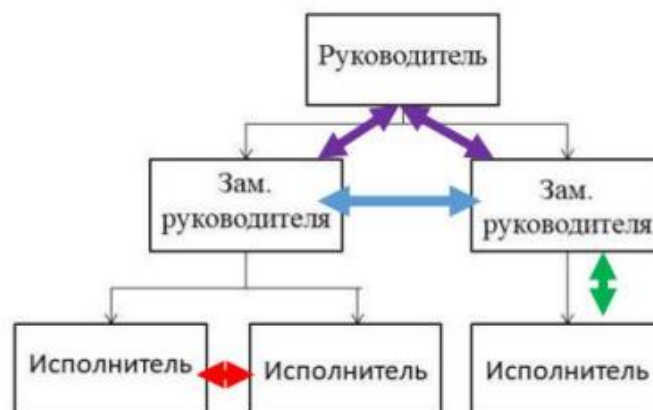 Руководитель
Зам.
руководителя
Зам.
руководителя
Исполнитель
Исполнитель
Исполнитель